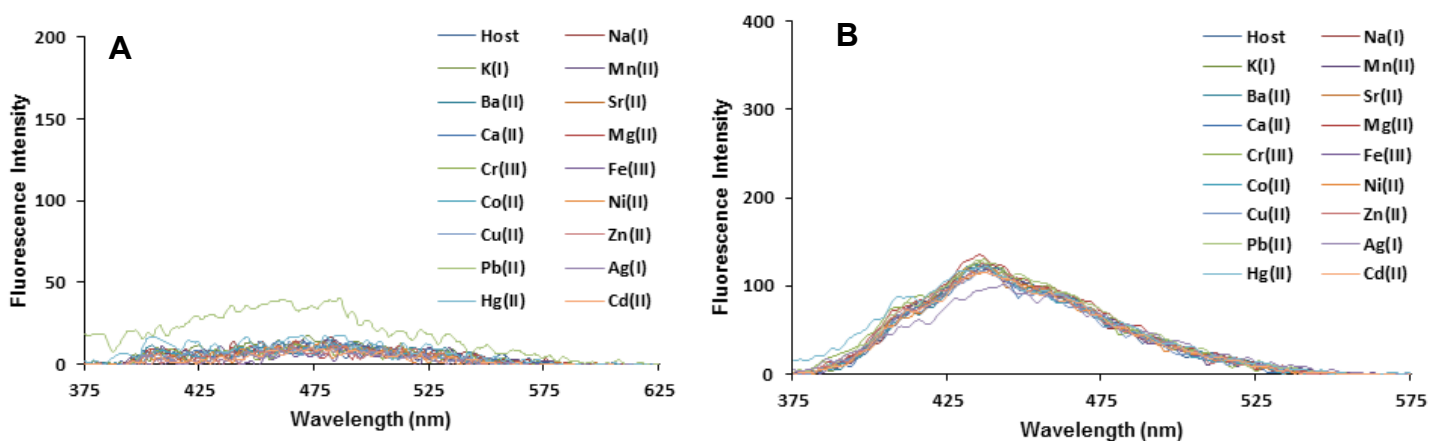 A
Fluorescence Intensity
200
150
100
50
0
375 425 475 525 575 625
Wavelength (nm)
Host Na(I)
K(I) Mn(II)
Ba(II) Sr(II)
Ca(II) Mg(II)
Cr(III) Fe(III)
Co(II) Ni(II)
Cu(II) Zn(II)
Pb(II) Ag(I)
Hg(II) Cd(II)
B
Fluorescence Intensity
400
300
200
100
0
375 425 475 525 575
Wavelength (nm)
Host Na(I)
K(I) Mn(II)
Ba(II) Sr(II)
Ca(II) Mg(II)
Cr(III) Fe(III)
Co(II) Ni(II)
Cu(II) Zn(II)
Pb(II) Ag(I)
Hg(II) Cd(II)